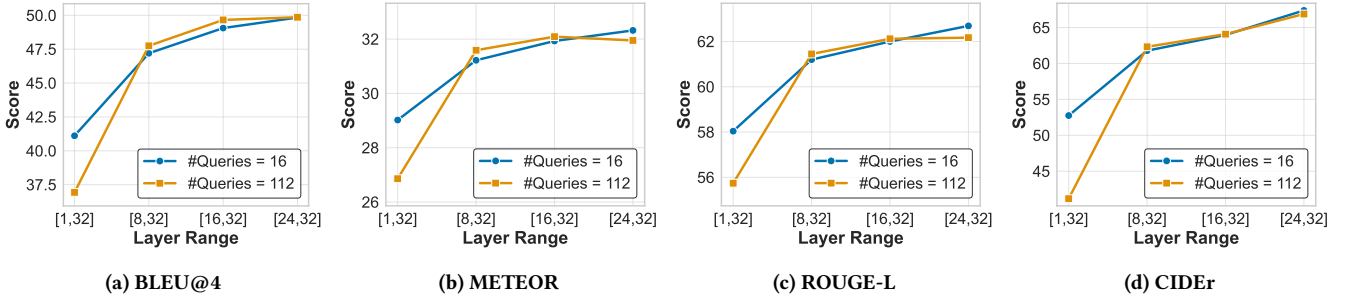 50.0
47.5
45.0
42.5
40.0
37.5
Score
#Queries = 16
#Queries = 112
[1,32] [8,32] [16,32] [24,32]
Layer Range
(a) BLEU@4
32
30
28
26
Score
#Queries = 16
#Queries = 112
[1,32] [8,32] [16,32] [24,32]
Layer Range
(b) METEOR
62
60
58
56
Score
#Queries = 16
#Queries = 112
[1,32] [8,32] [16,32] [24,32]
Layer Range
(c) ROUGE-L
65
60
55
50
45
Score
#Queries = 16
#Queries = 112
[1,32] [8,32] [16,32] [24,32]
Layer Range
(d) CIDEr